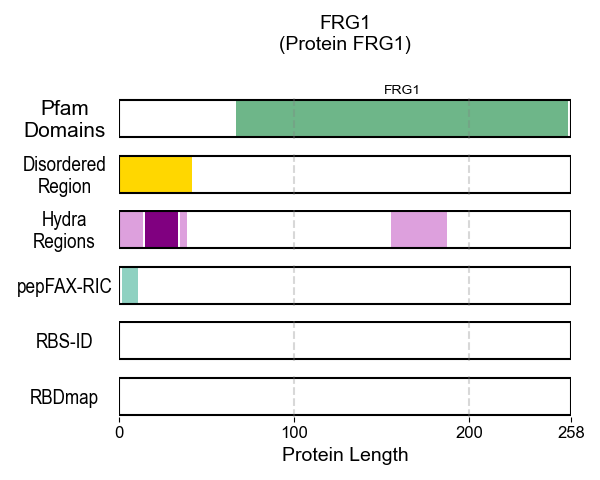 FRG1
(Protein FRG1)
FRG1
Pfam
Domains
Disordered
Region
Hydra
Regions
pepFAX-RIC
RBS-ID
RBDmap
0 100 200 258
Protein Length